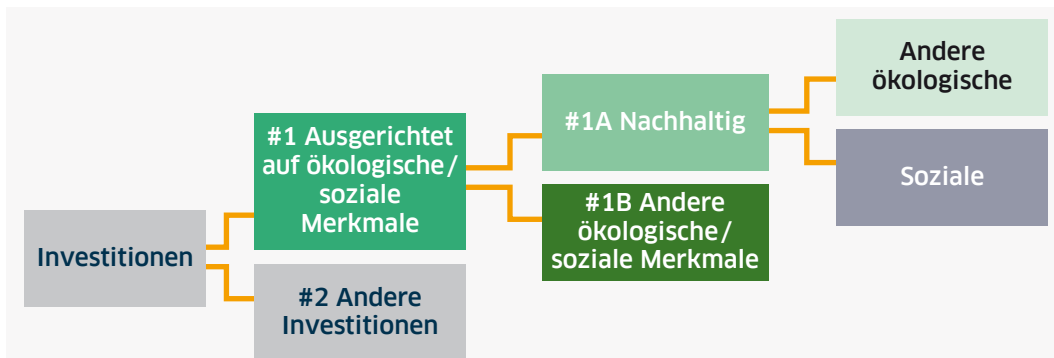 Investitionen
#1 Ausgerichtet
auf ökologische/
soziale
Merkmale
#2 Andere
Investitionen
#1A Nachhaltig
#1B Andere
ökologische/
soziale Merkmale
Andere
ökologische
Soziale